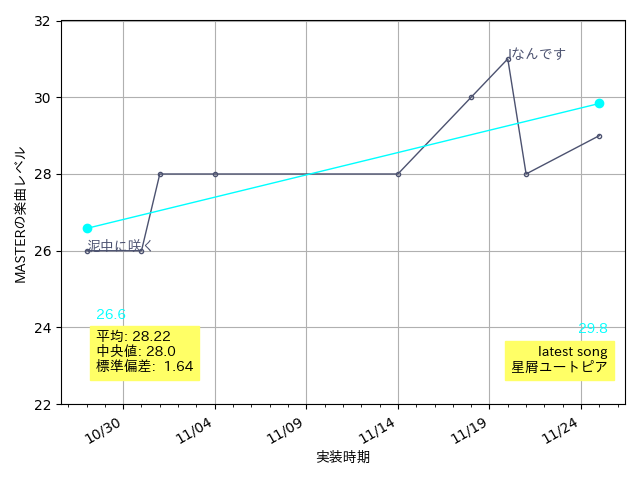 32
30
28
26
24
22
MASTERの楽曲レベル
Jなんです
泥中に咲く
26.6
平均: 28.22
中央値: 28.0
標準偏差: 1.64
29.8
latest song
星屑ユートピア
10/30
11/04
11/09
11/14
11/19
11/24
実装時期